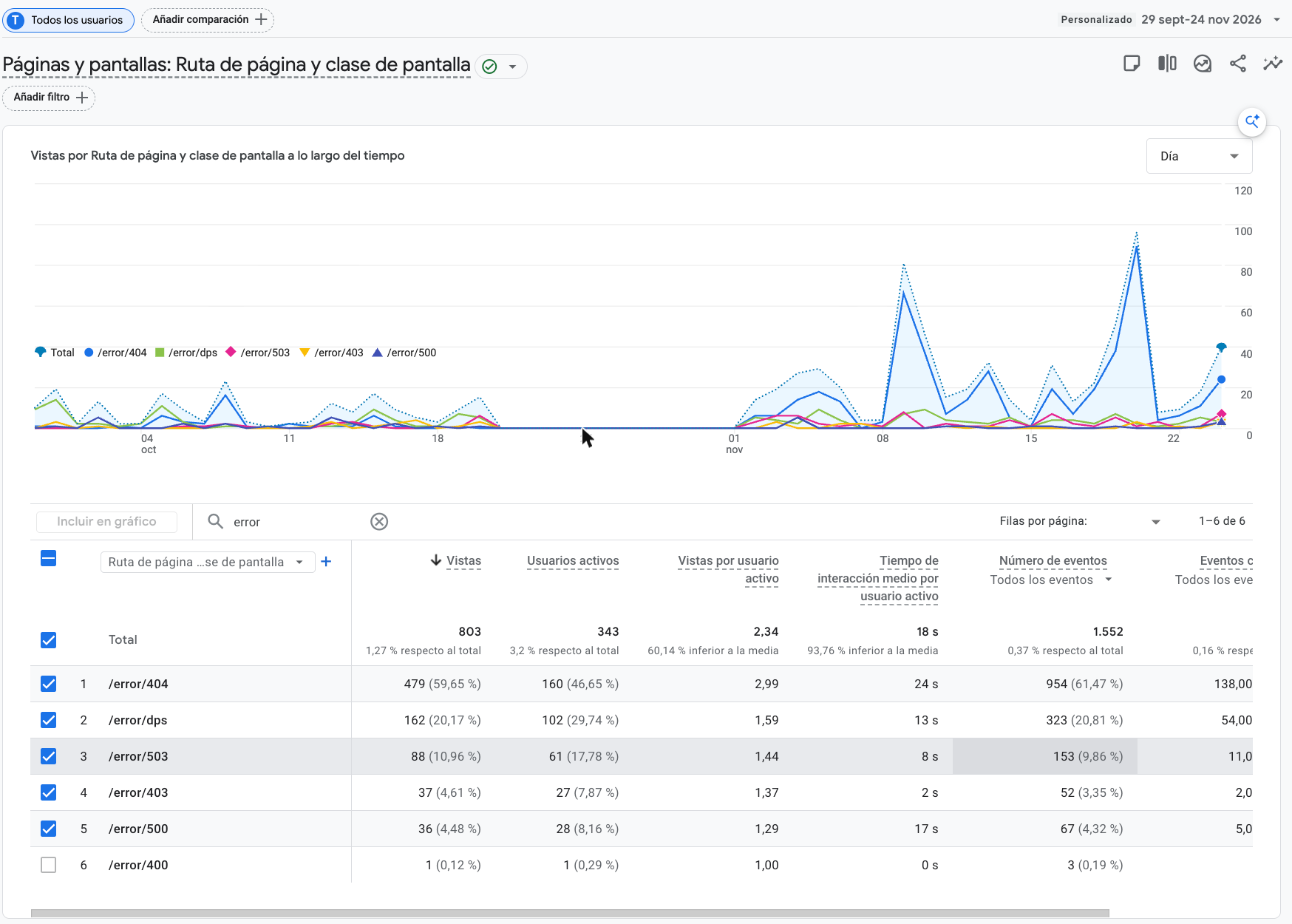 T Todos los usuarios Añadir comparación Personalizado 29 sept-24 nov 2026
Páginas y pantallas: Ruta de página y clase de pantalla
Añadir filtro
Vistas por Ruta de página y clase de pantalla a lo largo del tiempo
Día
120
100
80
60
40
20
0
Total /error/404 /error/dps /error/503 /error/403 /error/500
04 11 18 01 08 15 22
oct nov
Incluir en gráfico error Filas por página: 1–6 de 6
Ruta de página ...se de pantalla Vistas Usuarios activos Vistas por usuario activo Tiempo de interacción medio por usuario activo Número de eventos Eventos c
Todos los eventos Todos los eve
Total 803 343 2,34 18 s 1.552
1,27 % respecto al total 3,2 % respecto al total 60,14 % inferior a la media 93,76 % inferior a la media 0,37 % respecto al total 0,16 % respe
1 /error/404 479 (59,65 %) 160 (46,65 %) 2,99 24 s 954 (61,47 %) 138,00
2 /error/dps 162 (20,17 %) 102 (29,74 %) 1,59 13 s 323 (20,81 %) 54,00
3 /error/503 88 (10,96 %) 61 (17,78 %) 1,44 8 s 153 (9,86 %) 11,0
4 /error/403 37 (4,61 %) 27 (7,87 %) 1,37 2 s 52 (3,35 %) 2,0
5 /error/500 36 (4,48 %) 28 (8,16 %) 1,29 17 s 67 (4,32 %) 5,0
6 /error/400 1 (0,12 %) 1 (0,29 %) 1,00 0 s 3 (0,19 %)